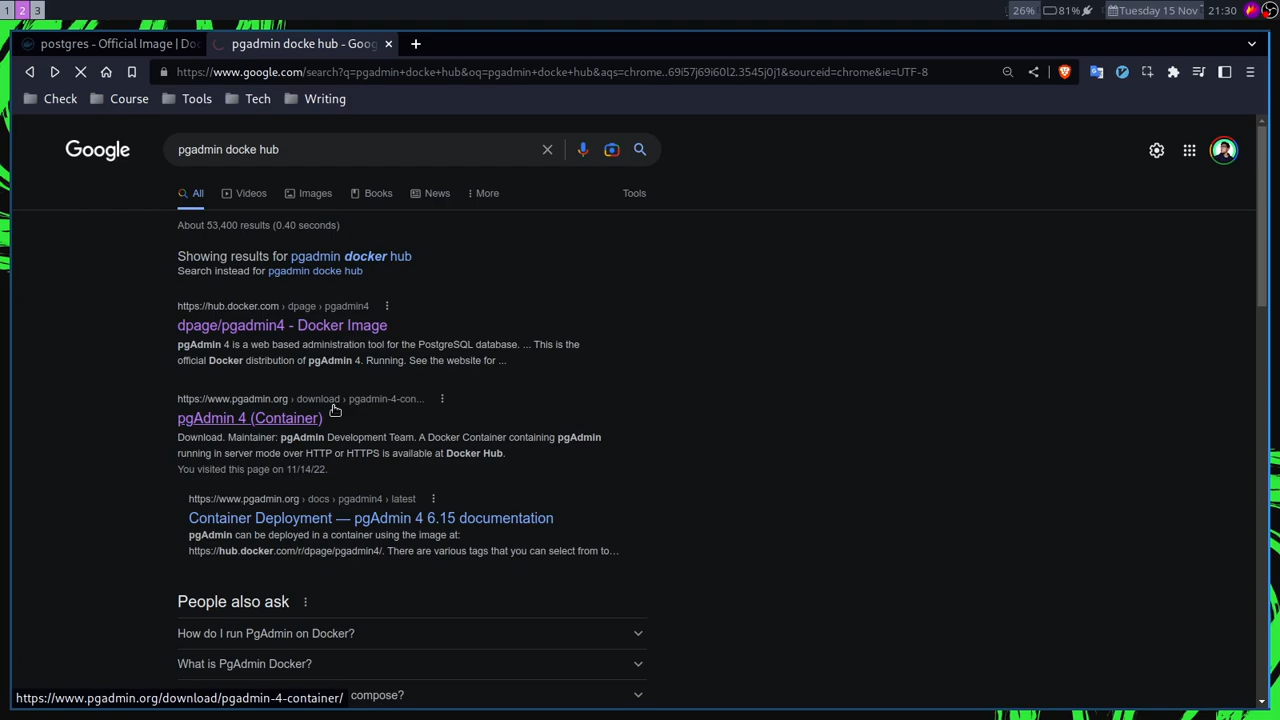 1 2 3
26% 81% Tuesday 15 Nov 21:30
postgres - Official Image | Doc
pgadmin docke hub - Goog
https://www.google.com/search?q=pgadmin+docke+hub&oq=pgadmin+docke+hub&aqs=chrome..69i57j69i60l2.3545j0j1&sourceid=chrome&ie=UTF-8
Check Course Tools Tech Writing
Google pgadmin docke hub
All Videos Images Books News More Tools
About 53,400 results (0.40 seconds)
Showing results for pgadmin docker hub
Search instead for pgadmin docke hub
https://hub.docker.com › dpage › pgadmin4
dpage/pgadmin4 - Docker Image
pgAdmin 4 is a web based administration tool for the PostgreSQL database. ... This is the
official Docker distribution of pgAdmin 4. Running. See the website for ...
https://www.pgadmin.org › download › pgadmin-4-con...
pgAdmin 4 (Container)
Download. Maintainer: pgAdmin Development Team. A Docker Container containing pgAdmin
running in server mode over HTTP or HTTPS is available at Docker Hub.
You visited this page on 11/14/22.
https://www.pgadmin.org › docs › pgadmin4 › latest
Container Deployment — pgAdmin 4 6.15 documentation
pgAdmin can be deployed in a container using the image at:
https://hub.docker.com/r/dpage/pgadmin4/. There are various tags that you can select from to…
People also ask
How do I run PgAdmin on Docker?
What is PgAdmin Docker?
compose?
https://www.pgadmin.org/download/pgadmin-4-container/